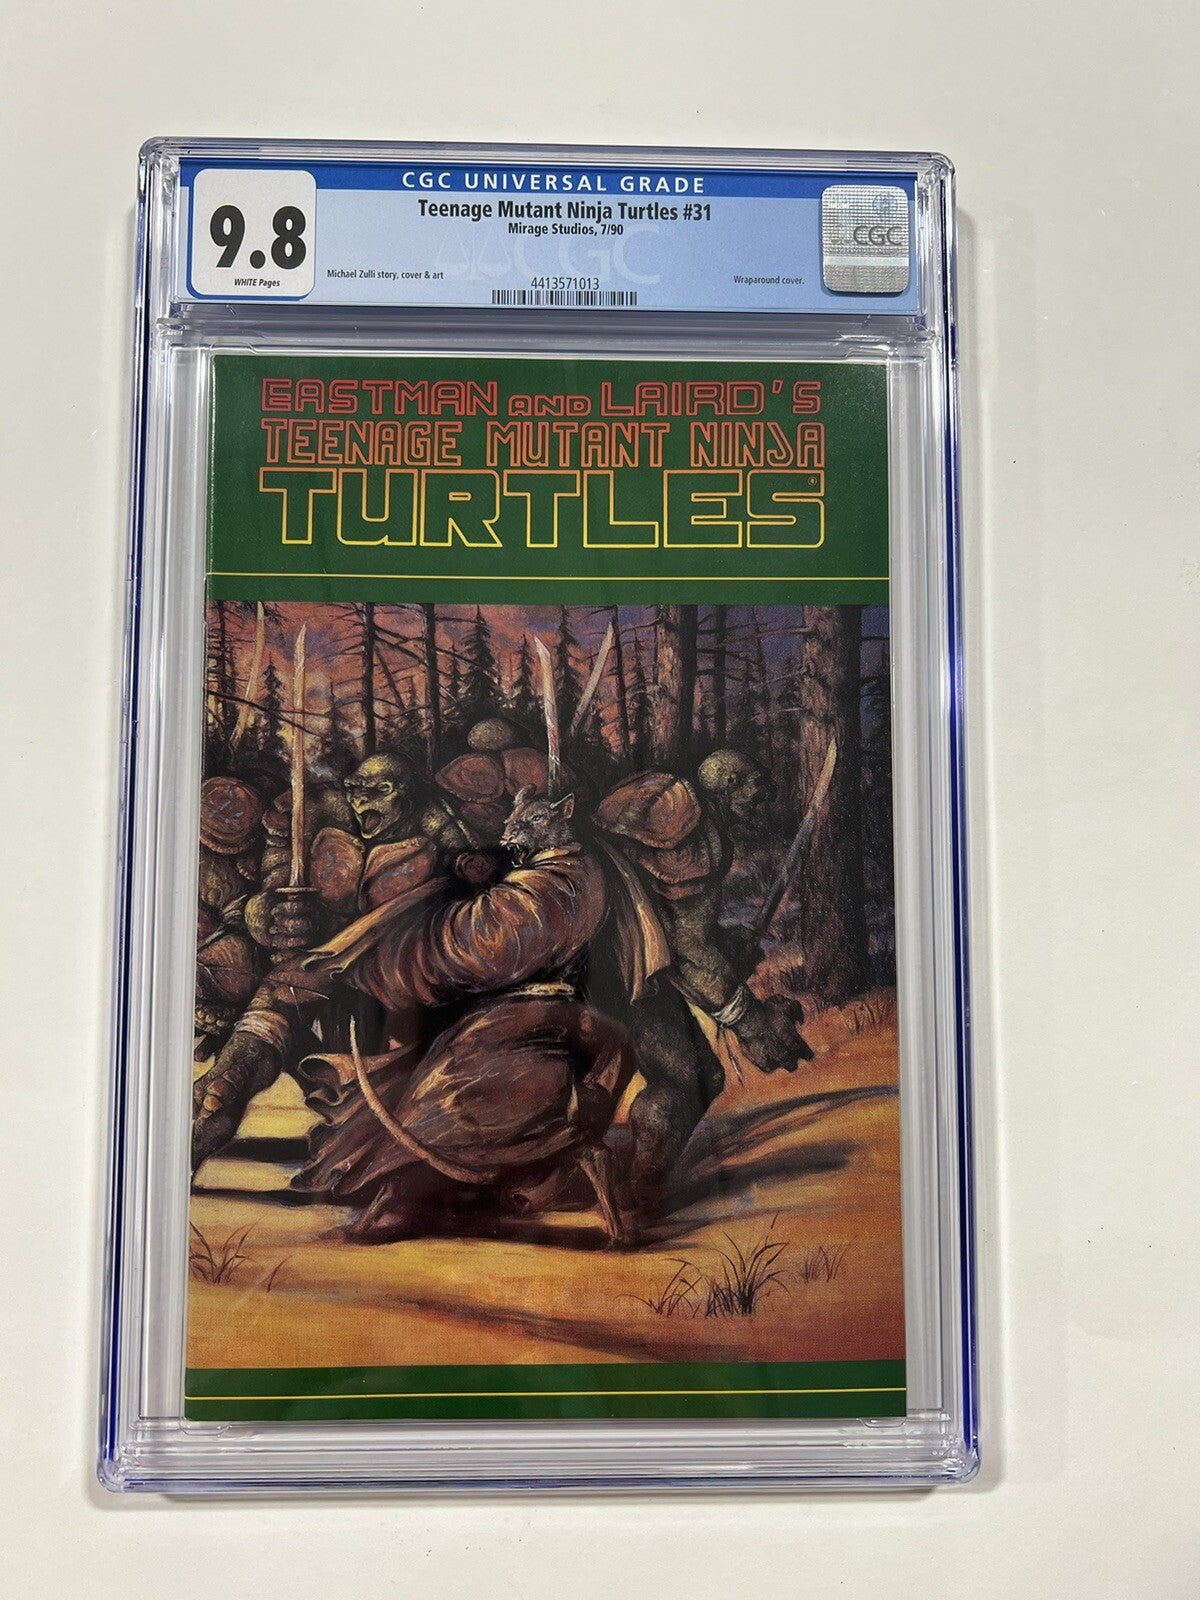 CGC UNIVERSAL GRADE
9.8
WHITE Pages
Teenage Mutant Ninja Turtles #31
Mirage Studios, 7/90
Michael Zulli story, cover & art
Wraparound cover.
4413571013
CGC
CGC
EASTMAN AND LAIRD'S
TEENAGE MUTANT NINJA
TURTLES®